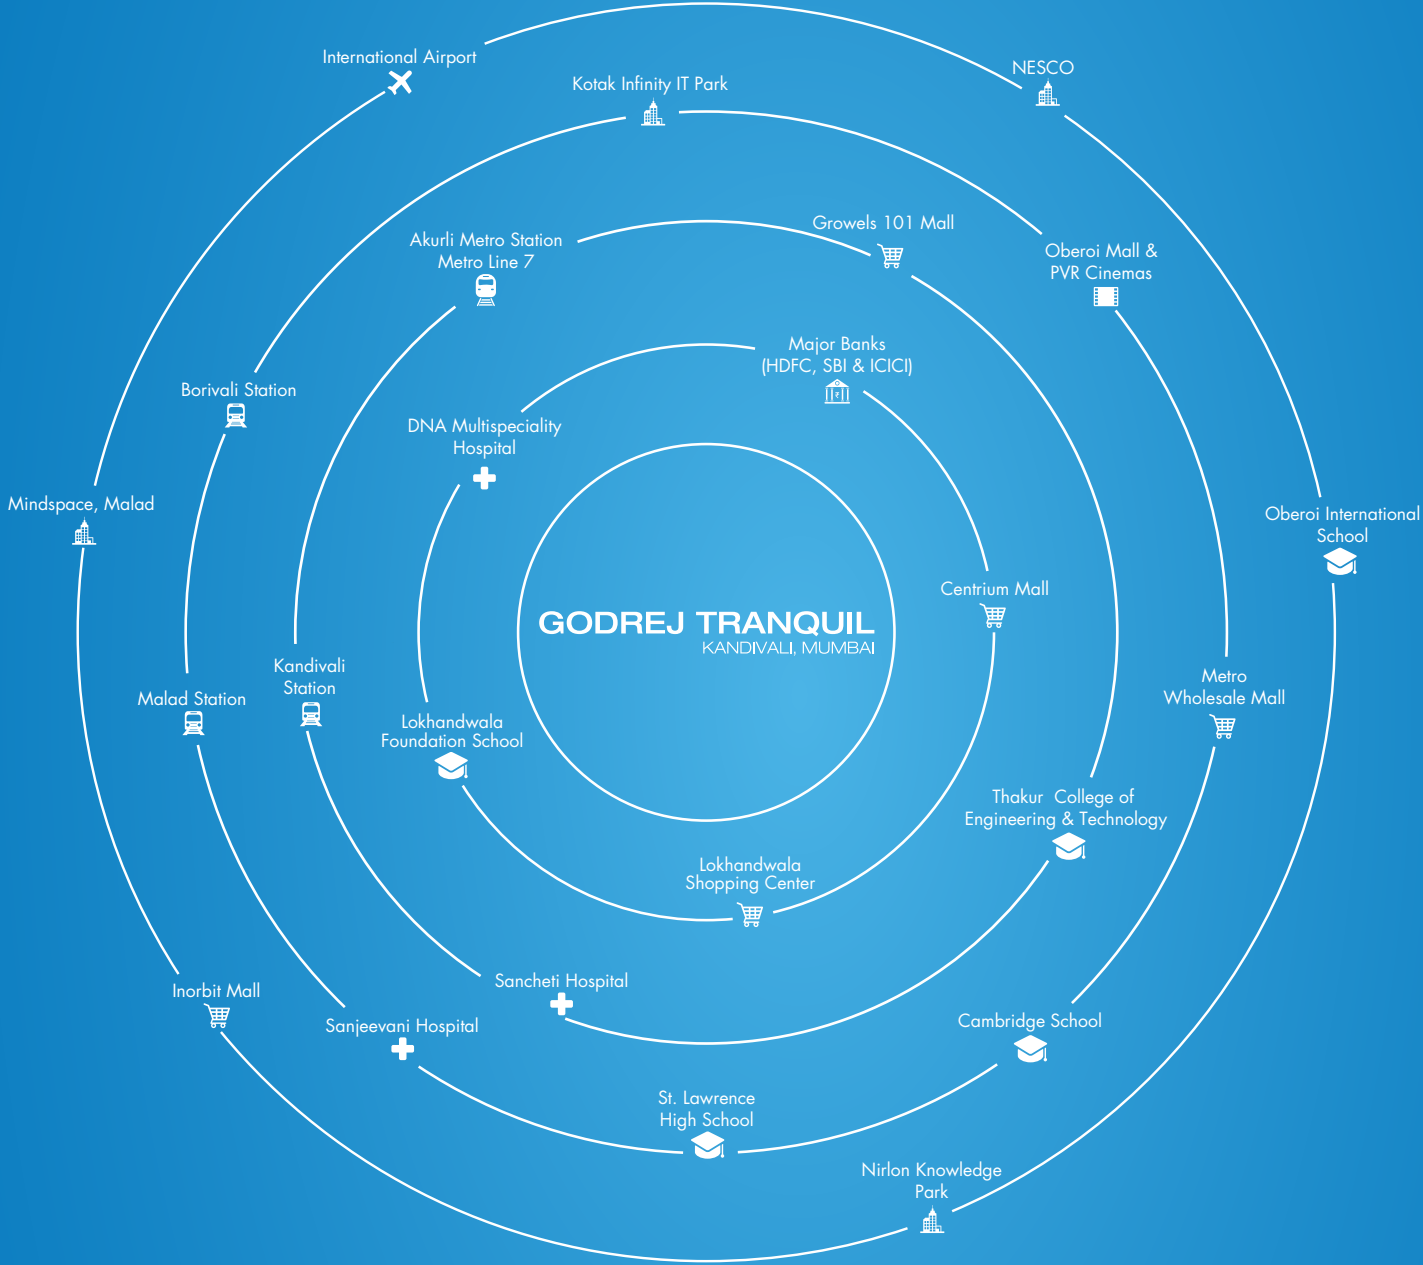 International Airport
NESCO
Kotak Infinity IT Park
Growels 101 Mall
Akurli Metro Station
Metro Line 7
Oberoi Mall &
PVR Cinemas
Major Banks
(HDFC, SBI & ICICI)
Borivali Station
DNA Multispeciality
Hospital
Mindspace, Malad
Oberoi International
School
Centrium Mall
GODREJ TRANQUIL
KANDIVALI, MUMBAI
Kandivali
Station
Metro
Wholesale Mall
Malad Station
Lokhandwala
Foundation School
Thakur College of
Engineering & Technology
Lokhandwala
Shopping Center
Sancheti Hospital
Inorbit Mall
Sanjeevani Hospital
Cambridge School
St. Lawrence
High School
Nirlon Knowledge
Park